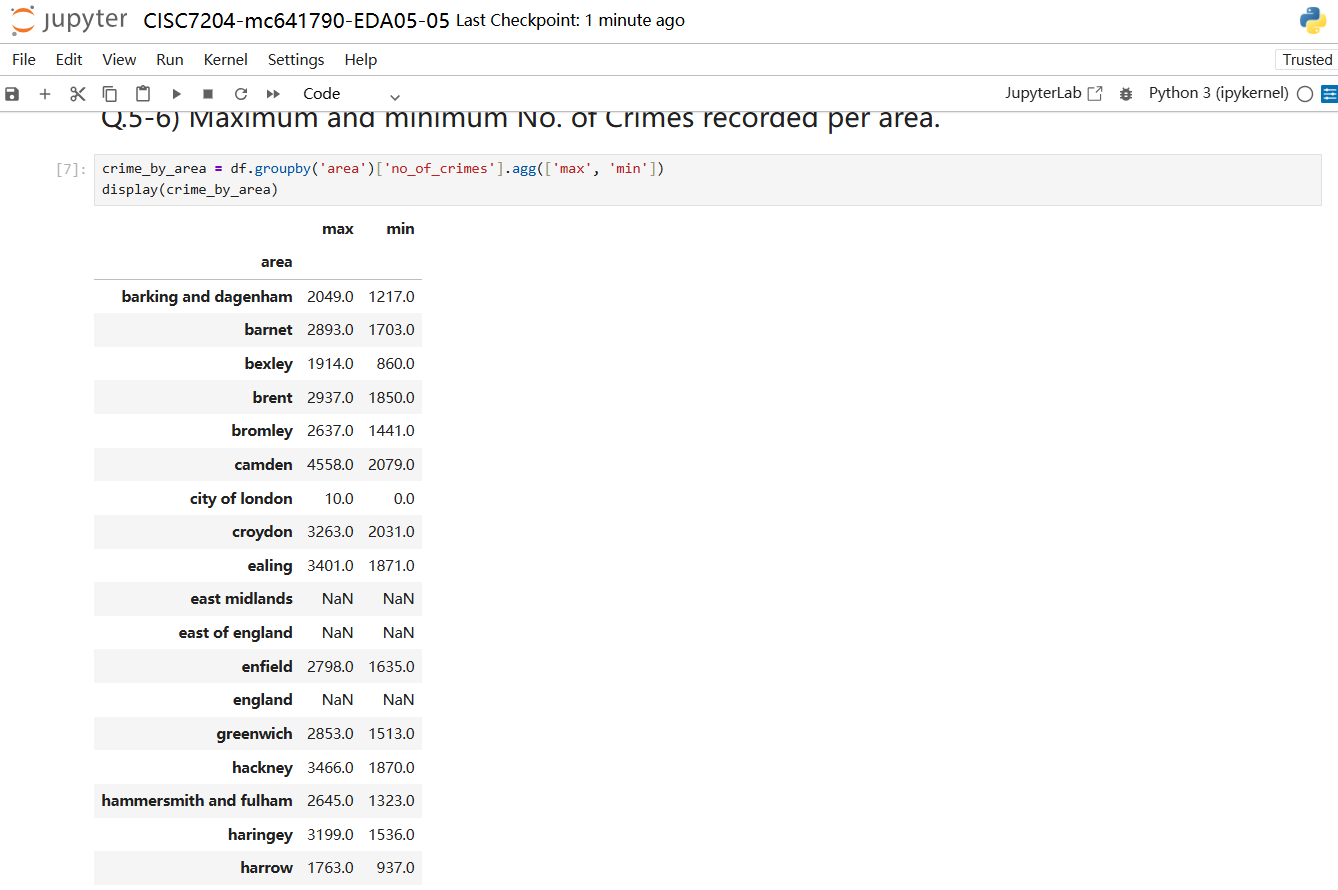 jupyter CISC7204-mc641790-EDA05-05 Last Checkpoint: 1 minute ago
File Edit View Run Kernel Settings Help Trusted
Code JupyterLab Python 3 (ipykernel)
Q.5-6) Maximum and minimum No. of Crimes recorded per area.
[7]: crime_by_area = df.groupby('area')['no_of_crimes'].agg(['max', 'min'])
display(crime_by_area)
max min
area
barking and dagenham 2049.0 1217.0
barnet 2893.0 1703.0
bexley 1914.0 860.0
brent 2937.0 1850.0
bromley 2637.0 1441.0
camden 4558.0 2079.0
city of london 10.0 0.0
croydon 3263.0 2031.0
ealing 3401.0 1871.0
east midlands NaN NaN
east of england NaN NaN
enfield 2798.0 1635.0
england NaN NaN
greenwich 2853.0 1513.0
hackney 3466.0 1870.0
hammersmith and fulham 2645.0 1323.0
haringey 3199.0 1536.0
harrow 1763.0 937.0